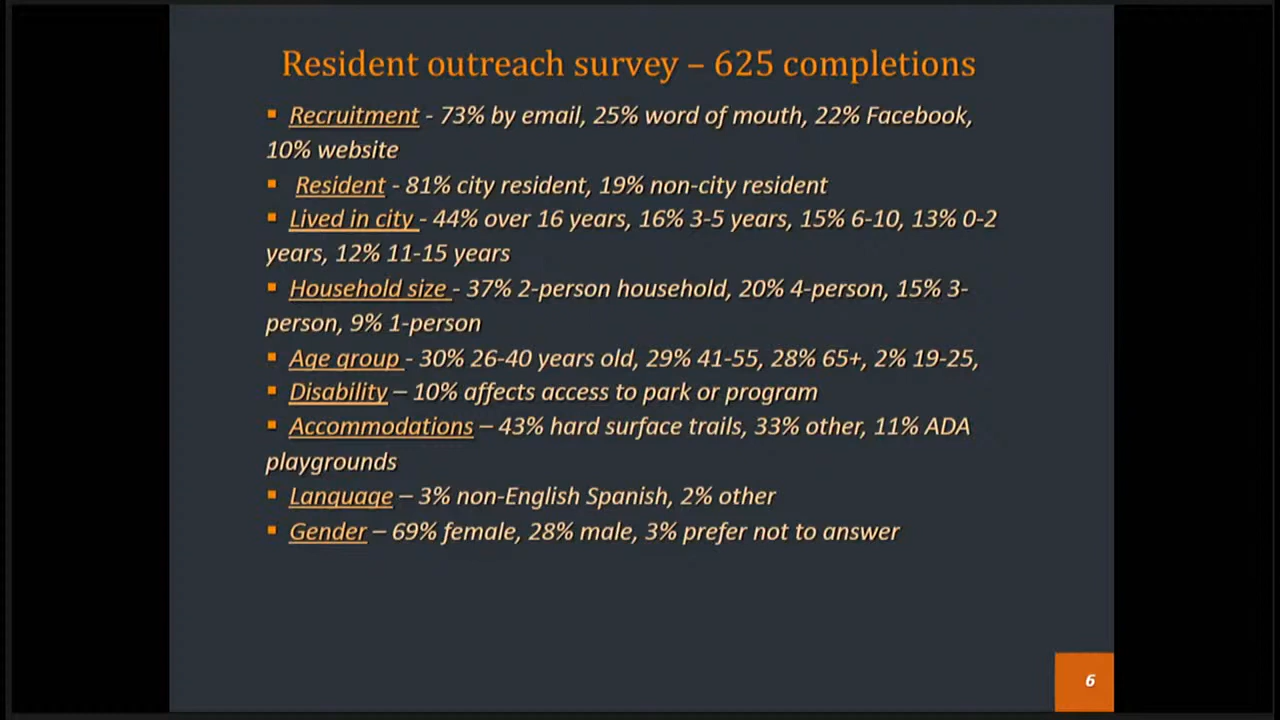 Resident outreach survey – 625 completions
▪ Recruitment - 73% by email, 25% word of mouth, 22% Facebook,
10% website
▪ Resident - 81% city resident, 19% non-city resident
▪ Lived in city - 44% over 16 years, 16% 3-5 years, 15% 6-10, 13% 0-2
years, 12% 11-15 years
▪ Household size - 37% 2-person household, 20% 4-person, 15% 3-
person, 9% 1-person
▪ Age group - 30% 26-40 years old, 29% 41-55, 28% 65+, 2% 19-25,
▪ Disability – 10% affects access to park or program
▪ Accommodations – 43% hard surface trails, 33% other, 11% ADA
playgrounds
▪ Language – 3% non-English Spanish, 2% other
▪ Gender – 69% female, 28% male, 3% prefer not to answer
6